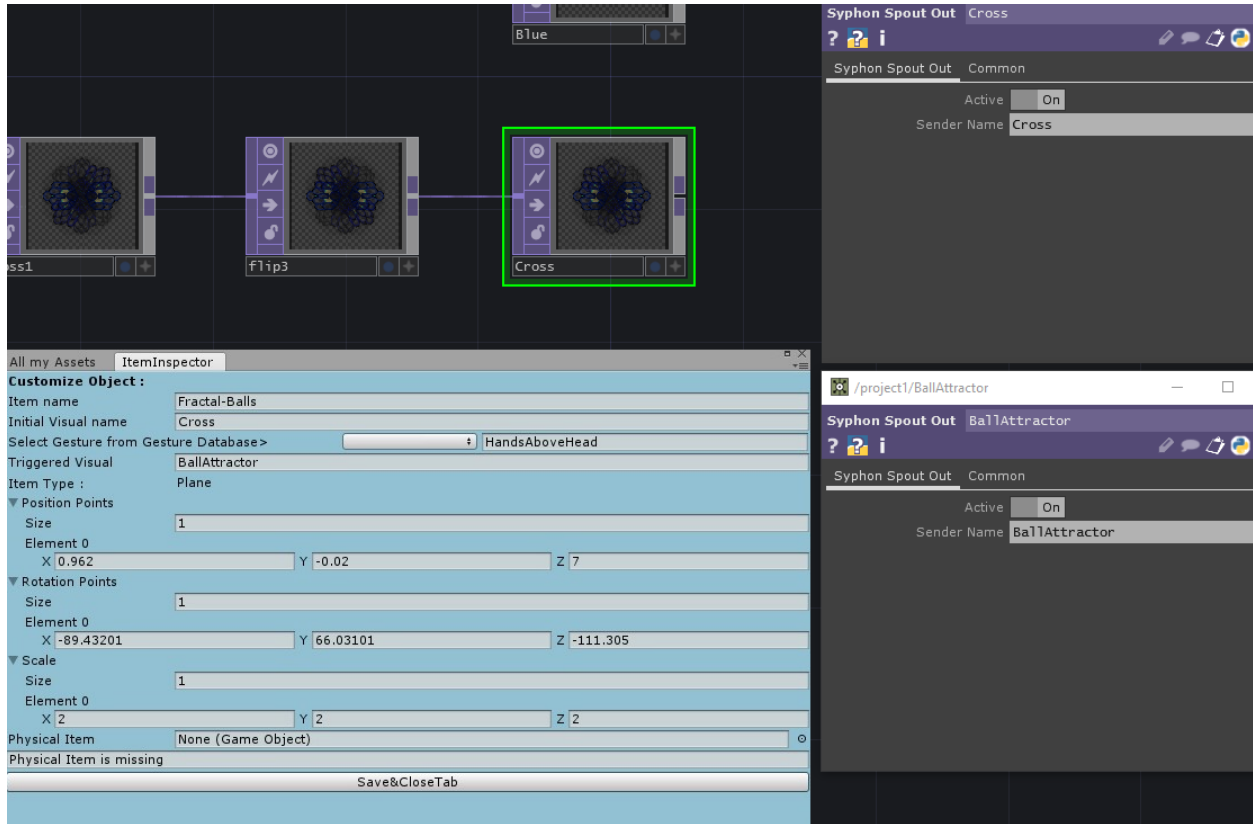 Blue
ss1
flip3
Cross
Syphon Spout Out Cross
? ? i
Syphon Spout Out Common
Active On
Sender Name Cross
All my Assets ItemInspector
Customize Object :
Item name Fractal-Balls
Initial Visual name Cross
Select Gesture from Gesture Database> HandsAboveHead
Triggered Visual BallAttractor
Item Type : Plane
Position Points
Size 1
Element 0
X 0.962 Y -0.02 Z 7
Rotation Points
Size 1
Element 0
X -89.43201 Y 66.03101 Z -111.305
Scale
Size 1
Element 0
X 2 Y 2 Z 2
Physical Item None (Game Object)
Physical Item is missing
Save&CloseTab
/project1/BallAttractor
Syphon Spout Out BallAttractor
? ? i
Syphon Spout Out Common
Active On
Sender Name BallAttractor